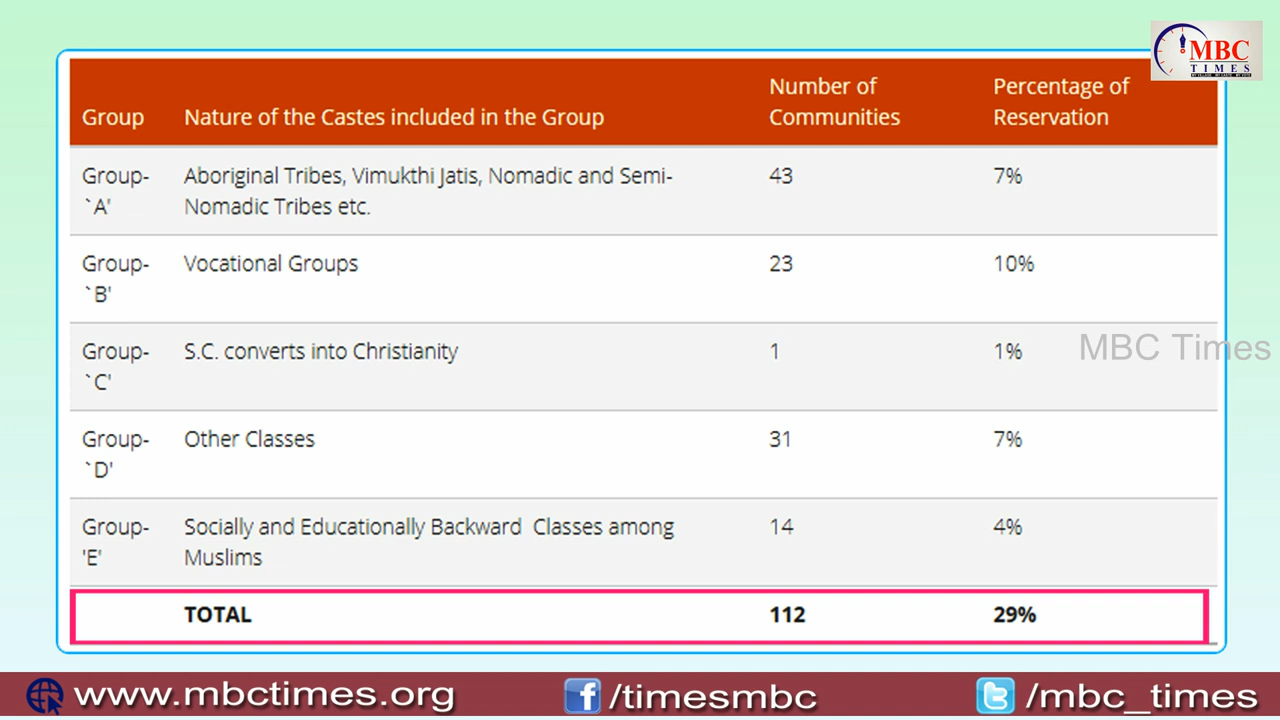 MBC
TIMES
Group Nature of the Castes included in the Group Number of Communities Percentage of Reservation
Group-`A' Aboriginal Tribes, Vimukthi Jatis, Nomadic and Semi-Nomadic Tribes etc. 43 7%
Group-`B' Vocational Groups 23 10%
MBC Times
Group-`C' S.C. converts into Christianity 1 1%
Group-`D' Other Classes 31 7%
Group-'E' Socially and Educationally Backward Classes among Muslims 14 4%
TOTAL 112 29%
www.mbctimes.org /timesmbc /mbc_times